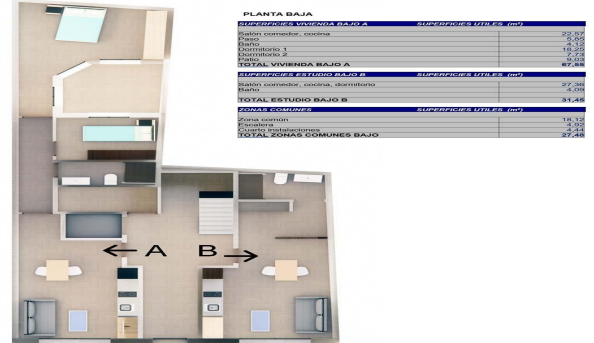 PLANTA BAJA
SUPERFICIES VIVIENDA BAJO A SUPERFICIES UTILES (m²)
Salón comedor, cocina 22,57
Paso 5,85
Baño 4,12
Dormitorio 1 18,25
Dormitorio 2 7,73
Patio 9,03
TOTAL VIVIENDA BAJO A 67,55
SUPERFICIES ESTUDIO BAJO B SUPERFICIES UTILES (m²)
Salón comedor, cocina, dormitorio 27,36
Baño 4,09
TOTAL ESTUDIO BAJO B 31,45
ZONAS COMUNES SUPERFICIES UTILES (m²)
Zona común 18,12
Escalera 4,92
Cuarto instalaciones 4,44
TOTAL ZONAS COMUNES BAJO 27,48
A B